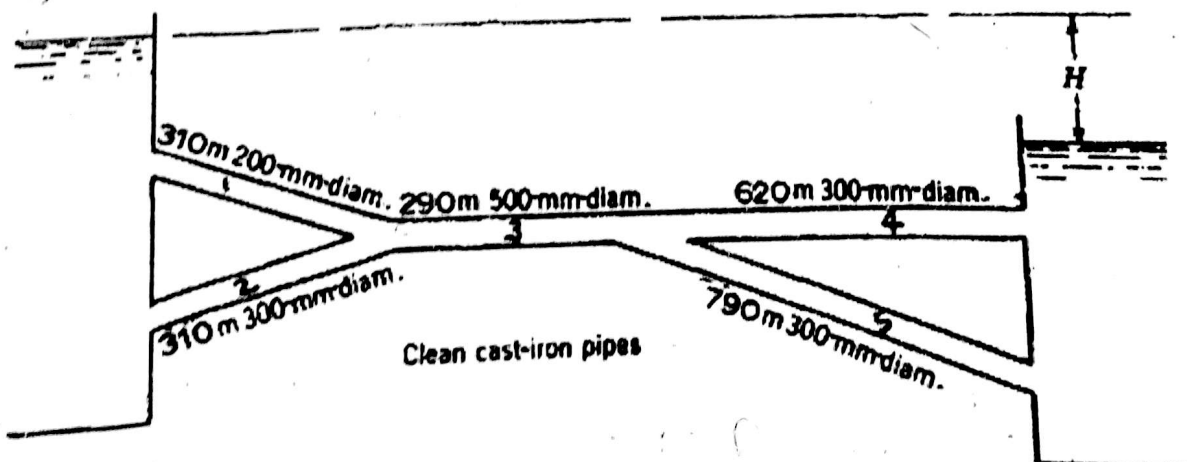 H
310m 200-mm-diam.
1
290m 500-mm-diam.
3
620m 300-mm-diam.
4
2
310m 300-mm-diam.
5
790m 300-mm-diam.
Clean cast-iron pipes